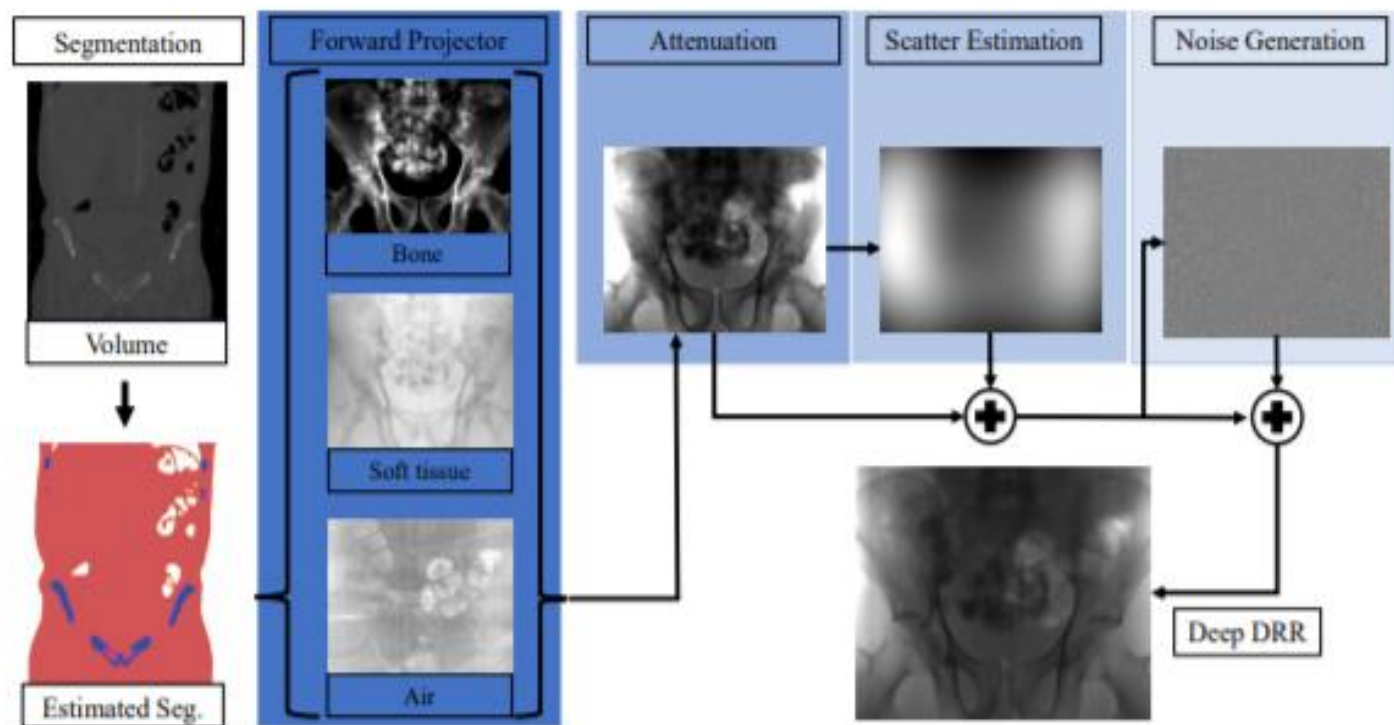 Segmentation
Forward Projector
Attenuation
Scatter Estimation
Noise Generation
Bone
Volume
Soft tissue
Deep DRR
Estimated Seg.
Air